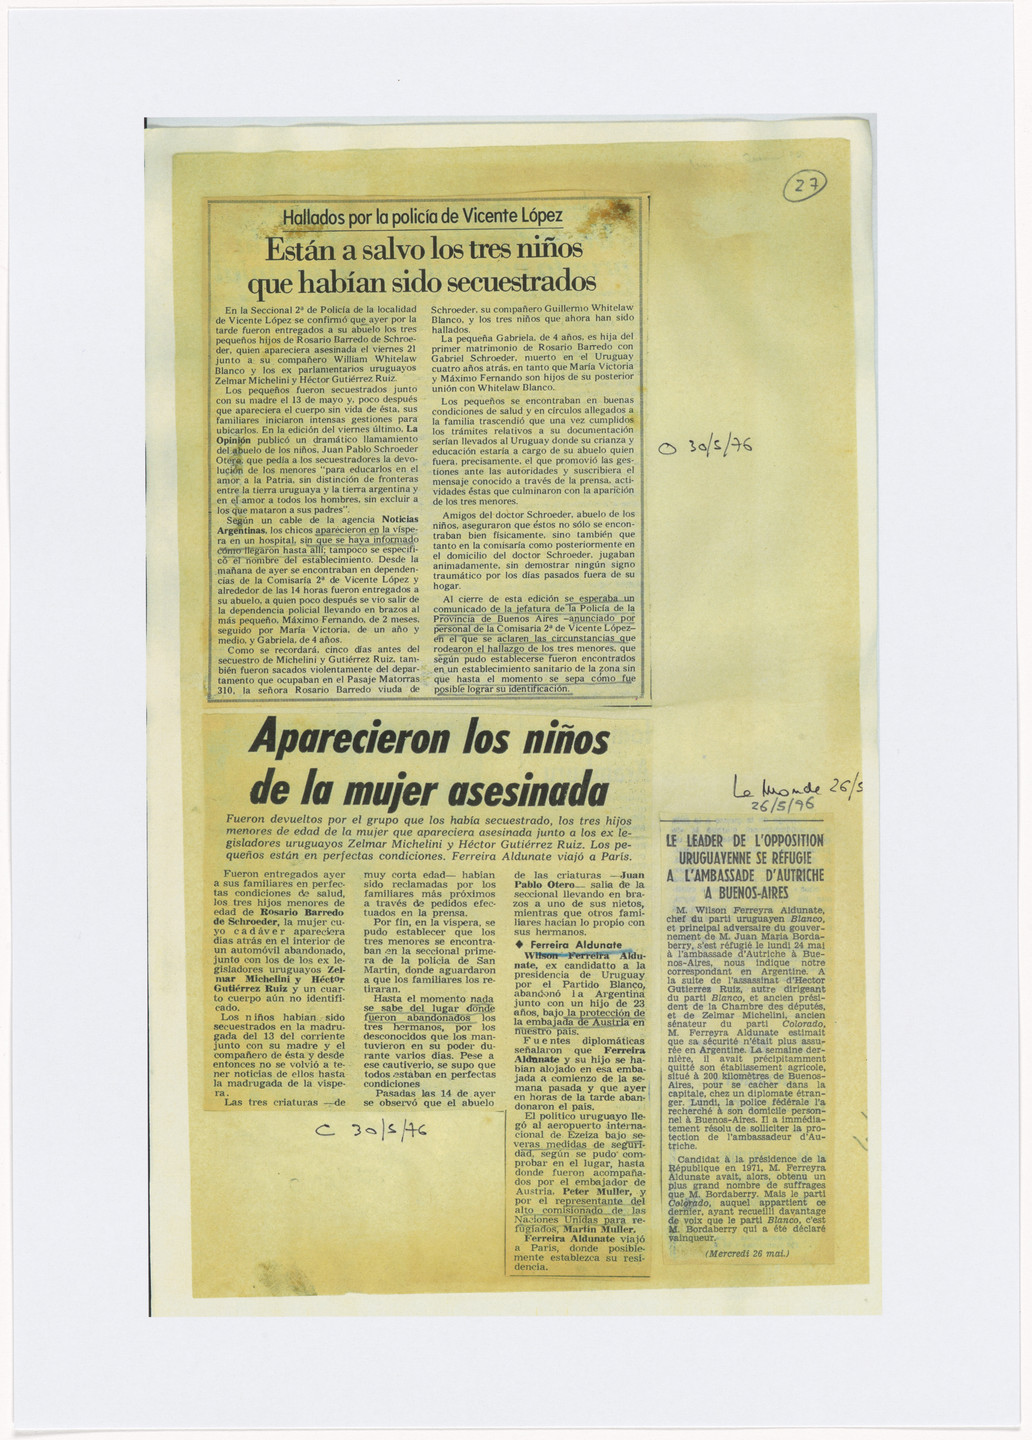 27
Hallados por la policía de Vicente López
Están a salvo los tres niños
que habían sido secuestrados
En la Seccional 2ª de Policía de la localidad
de Vicente López se confirmó que ayer por la
tarde fueron entregados a su abuelo los tres
pequeños hijos de Rosario Barredo de Schroe-
der, quien apareciera asesinada el viernes 21
junto a su compañero William Whitelaw
Blanco y los ex parlamentarios uruguayos
Zelmar Michelini y Héctor Gutiérrez Ruiz.
Los pequeños fueron secuestrados junto
con su madre el 13 de mayo y, poco después
que apareciera el cuerpo sin vida de ésta, sus
familiares iniciaron intensas gestiones para
ubicarlos. En la edición del viernes último, La
Opinión publicó un dramático llamamiento
del abuelo de los niños, Juan Pablo Schroeder
Otero, que pedía a los secuestradores la devo-
lución de los menores "para educarlos en el
amor a la Patria, sin distinción de fronteras
entre la tierra uruguaya y la tierra argentina y
en el amor a todos los hombres, sin excluir a
los que mataron a sus padres".
Según un cable de la agencia Noticias
Argentinas, los chicos aparecieron en la víspe-
ra en un hospital, sin que se haya informado
cómo llegaron hasta allí; tampoco se especifi-
có el nombre del establecimiento. Desde la
mañana de ayer se encontraban en dependen-
cias de la Comisaría 2ª de Vicente López y
alrededor de las 14 horas fueron entregados a
su abuelo, a quien poco después se vio salir de
la dependencia policial llevando en brazos al
más pequeño, Máximo Fernando, de 2 meses,
seguido por María Victoria, de un año y
medio, y Gabriela, de 4 años.
Como se recordará, cinco días antes del
secuestro de Michelini y Gutiérrez Ruiz, tam-
bién fueron sacados violentamente del depar-
tamento que ocupaban en el Pasaje Matorras
310, la señora Rosario Barredo viuda de
Schroeder, su compañero Guillermo Whitelaw
Blanco, y los tres niños que ahora han sido
hallados.
La pequeña Gabriela, de 4 años, es hija del
primer matrimonio de Rosario Barredo con
Gabriel Schroeder, muerto en el Uruguay
cuatro años atrás, en tanto que María Victoria
y Máximo Fernando son hijos de su posterior
unión con Whitelaw Blanco.
Los pequeños se encontraban en buenas
condiciones de salud y en círculos allegados a
la familia trascendió que una vez cumplidos
los trámites relativos a su documentación
serían llevados al Uruguay donde su crianza y
educación estaría a cargo de su abuelo quien
fuera, precisamente, el que promovió las ges-
tiones ante las autoridades y suscribiera el
mensaje conocido a través de la prensa, acti-
vidades éstas que culminaron con la aparición
de los tres menores.
Amigos del doctor Schroeder, abuelo de los
niños, aseguraron que éstos no sólo se encon-
traban bien físicamente, sino también que
tanto en la comisaría como posteriormente en
el domicilio del doctor Schroeder, jugaban
animadamente, sin demostrar ningún signo
traumático por los días pasados fuera de su
hogar.
Al cierre de esta edición se esperaba un
comunicado de la jefatura de la Policía de la
Provincia de Buenos Aires –anunciado por
personal de la Comisaría 2ª de Vicente López–
en el que se aclaren las circunstancias que
rodearon el hallazgo de los tres menores, que
según pudo establecerse fueron encontrados
en un establecimiento sanitario de la zona sin
que hasta el momento se sepa cómo fue
posible lograr su identificación.
O 30/5/76
Aparecieron los niños
de la mujer asesinada
Fueron devueltos por el grupo que los había secuestrado, los tres hijos
menores de edad de la mujer que apareciera asesinada junto a los ex le-
gisladores uruguayos Zelmar Michelini y Héctor Gutiérrez Ruiz. Los pe-
queños están en perfectas condiciones. Ferreira Aldunate viajó a París.
Fueron entregados ayer
a sus familiares en perfec-
tas condiciones de salud,
los tres hijos menores de
edad de Rosario Barredo
de Schroeder, la mujer cu-
yo cadáver apareciera
días atrás en el interior de
un automóvil abandonado,
junto con los de los ex le-
gisladores uruguayos Zel-
mar Michelini y Héctor
Gutiérrez Ruiz y un cuar-
to cuerpo aún no identifi-
cado.
Los niños habían sido
secuestrados en la madru-
gada del 13 del corriente
junto con su madre y el
compañero de ésta y desde
entonces no se volvió a te-
ner noticias de ellos hasta
la madrugada de la víspe-
ra.
Las tres criaturas —de
muy corta edad— habían
sido reclamadas por los
familiares más próximos
a través de pedidos efec-
tuados en la prensa.
Por fin, en la víspera, se
pudo establecer que los
tres menores se encontra-
ban en la seccional prime-
ra de la policía de San
Martín, donde aguardaron
a que los familiares los re-
tiraran.
Hasta el momento nada
se sabe del lugar donde
fueron abandonados los
tres hermanos, por los
desconocidos que los man-
tuvieron en su poder du-
rante varios días. Pese a
ese cautiverio, se supo que
todos estaban en perfectas
condiciones
Pasadas las 14 de ayer
se observó que el abuelo
de las criaturas —Juan
Pablo Otero— salía de la
seccional llevando en bra-
zos a uno de sus nietos,
mientras que otros fami-
liares hacían lo propio con
sus hermanos.
◆ Ferreira Aldunate
Wilson Ferreira Aldu-
nate, ex candidatto a la
presidencia de Uruguay
por el Partido Blanco,
abandonó la Argentina
junto con un hijo de 23
años, bajo la protección de
la embajada de Austria en
nuestro país.
Fuentes diplomáticas
señalaron que Ferreira
Aldunate y su hijo se ha-
bían alojado en esa emba-
jada a comienzo de la se-
mana pasada y que ayer
en horas de la tarde aban-
donaron el país.
El político uruguayo lle-
gó al aeropuerto interna-
cional de Ezeiza bajo se-
veras medidas de seguri-
dad, según se pudo com-
probar en el lugar, hasta
donde fueron acompaña-
dos por el embajador de
Austria, Peter Muller, y
por el representante del
alto comisionado de las
Naciones Unidas para re-
fugiados, Martin Muller.
Ferreira Aldunate viajó
a París, donde posible-
mente establezca su resi-
dencia.
C 30/5/76
Le Monde 26/5
26/5/76
LE LEADER DE L'OPPOSITION
URUGUAYENNE SE RÉFUGIE
A L'AMBASSADE D'AUTRICHE
A BUENOS-AIRES
M. Wilson Ferreyra Aldunate,
chef du parti uruguayen Blanco,
et principal adversaire du gouver-
nement de M. Juan Maria Borda-
berry, s'est réfugié le lundi 24 mai
à l'ambassade d'Autriche à Bue-
nos-Aires, nous indique notre
correspondant en Argentine. A
la suite de l'assassinat d'Hector
Gutierres Ruiz, autre dirigeant
du parti Blanco, et ancien prési-
dent de la Chambre des députés,
et de Zelmar Michelini, ancien
sénateur du parti Colorado,
M. Ferreyra Aldunate estimait
que sa sécurité n'était plus assu-
rée en Argentine. La semaine der-
nière, il avait précipitamment
quitté son établissement agricole,
situé à 200 kilomètres de Buenos-
Aires, pour se cacher dans la
capitale, chez un diplomate étran-
ger. Lundi, la police fédérale l'a
recherché à son domicile person-
nel à Buenos-Aires. Il a immédia-
tement résolu de solliciter la pro-
tection de l'ambassadeur d'Au-
triche.
Candidat à la présidence de la
République en 1971, M. Ferreyra
Aldunate avait, alors, obtenu un
plus grand nombre de suffrages
que M. Bordaberry. Mais le parti
Colorado, auquel appartient ce
dernier, ayant recueilli davantage
de voix que le parti Blanco, c'est
M. Bordaberry qui a été déclaré
vainqueur.
(Mercredi 26 mai.)